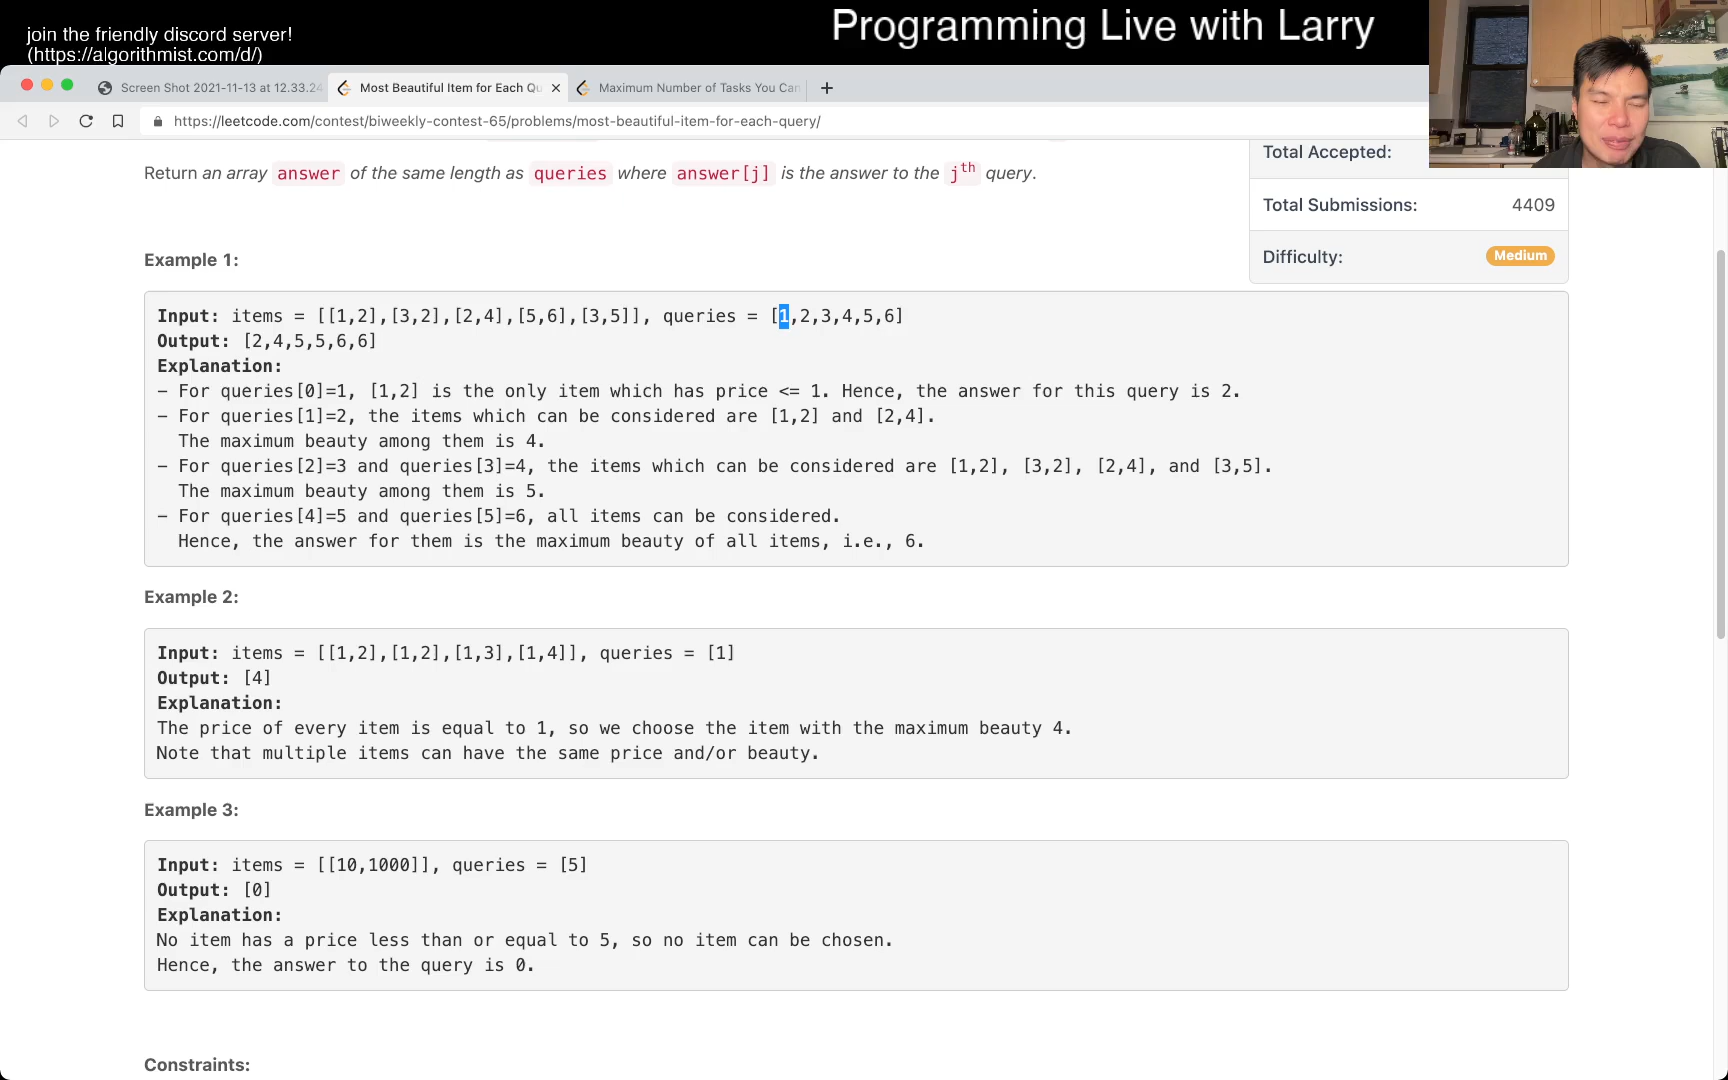 Programming Live with Larry
join the friendly discord server!
(https://algorithmist.com/d/)
Screen Shot 2021-11-13 at 12.33.24
Most Beautiful Item for Each Qu
Maximum Number of Tasks You Can
https://leetcode.com/contest/biweekly-contest-65/problems/most-beautiful-item-for-each-query/
Return an array answer of the same length as queries where answer[j] is the answer to the jth query.
Total Accepted:
Total Submissions: 4409
Difficulty: Medium
Example 1:
Input: items = [[1,2],[3,2],[2,4],[5,6],[3,5]], queries = [1,2,3,4,5,6]
Output: [2,4,5,5,6,6]
Explanation:
- For queries[0]=1, [1,2] is the only item which has price <= 1. Hence, the answer for this query is 2.
- For queries[1]=2, the items which can be considered are [1,2] and [2,4].
The maximum beauty among them is 4.
- For queries[2]=3 and queries[3]=4, the items which can be considered are [1,2], [3,2], [2,4], and [3,5].
The maximum beauty among them is 5.
- For queries[4]=5 and queries[5]=6, all items can be considered.
Hence, the answer for them is the maximum beauty of all items, i.e., 6.
Example 2:
Input: items = [[1,2],[1,2],[1,3],[1,4]], queries = [1]
Output: [4]
Explanation:
The price of every item is equal to 1, so we choose the item with the maximum beauty 4.
Note that multiple items can have the same price and/or beauty.
Example 3:
Input: items = [[10,1000]], queries = [5]
Output: [0]
Explanation:
No item has a price less than or equal to 5, so no item can be chosen.
Hence, the answer to the query is 0.
Constraints: